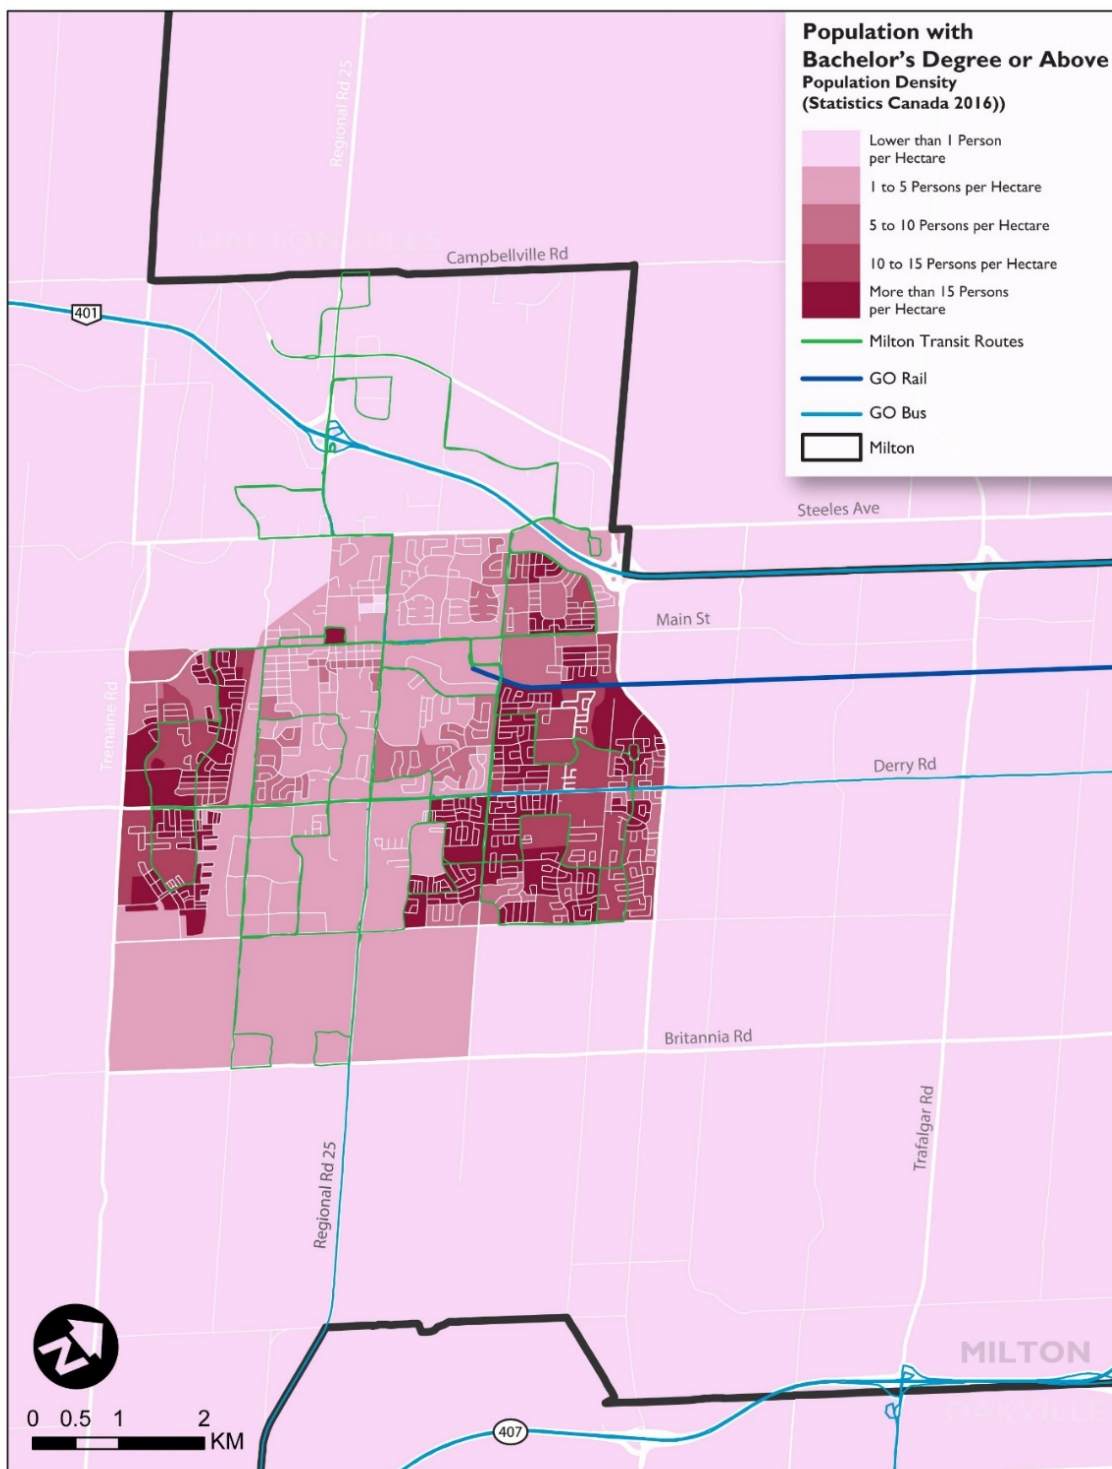 Population with
Bachelor's Degree or Above
Population Density
(Statistics Canada 2016))
Lower than 1 Person
per Hectare
1 to 5 Persons per Hectare
5 to 10 Persons per Hectare
10 to 15 Persons per Hectare
More than 15 Persons
per Hectare
Milton Transit Routes
GO Rail
GO Bus
Milton
Regional Rd 25
HALTON HILLS
Campbellville Rd
401
Steeles Ave
Main St
Tremaine Rd
Derry Rd
Britannia Rd
Trafalgar Rd
Regional Rd 25
MILTON
OAKVILLE
407
N
0 0.5 1 2
KM